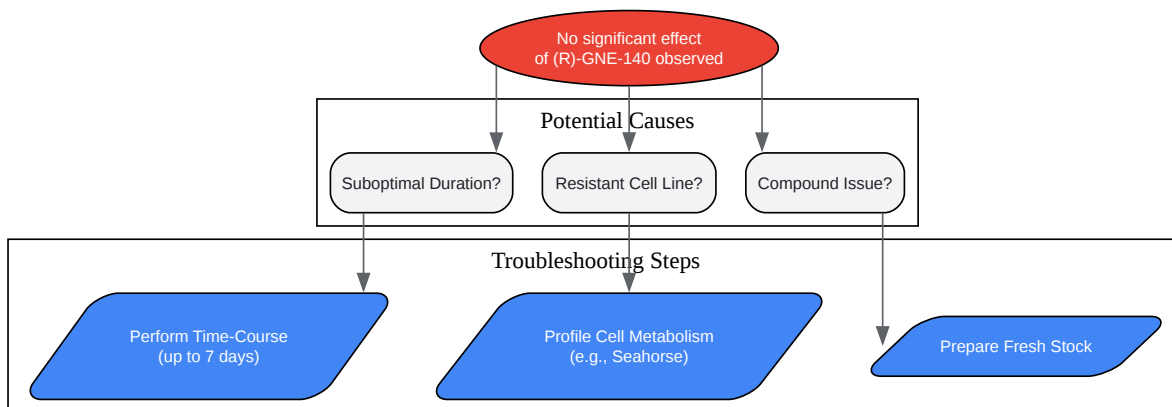 No significant effect
of (R)-GNE-140 observed
Potential Causes
Suboptimal Duration?
Resistant Cell Line?
Compound Issue?
Troubleshooting Steps
Perform Time-Course
(up to 7 days)
Profile Cell Metabolism
(e.g., Seahorse)
Prepare Fresh Stock